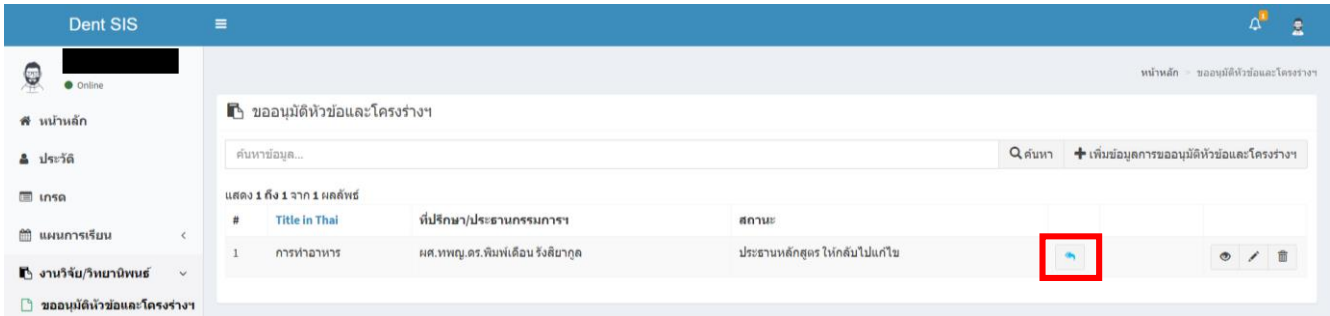 Dent SIS
1
Online
หน้าหลัก > ขออนุมัติหัวข้อและโครงร่างฯ
หน้าหลัก
ประวัติ
เกรด
แผนการเรียน
งานวิจัย/วิทยานิพนธ์
ขออนุมัติหัวข้อและโครงร่างฯ
ขออนุมัติหัวข้อและโครงร่างฯ
ค้นหาข้อมูล... ค้นหา เพิ่มข้อมูลการขออนุมัติหัวข้อและโครงร่างฯ
แสดง 1 ถึง 1 จาก 1 ผลลัพธ์
# Title in Thai ที่ปรึกษา/ประธานกรรมการฯ สถานะ
1 การทำอาหาร ผศ.ทพญ.ดร.พิมพ์เดือน รังสิยากูล ประธานหลักสูตร ให้กลับไปแก้ไข